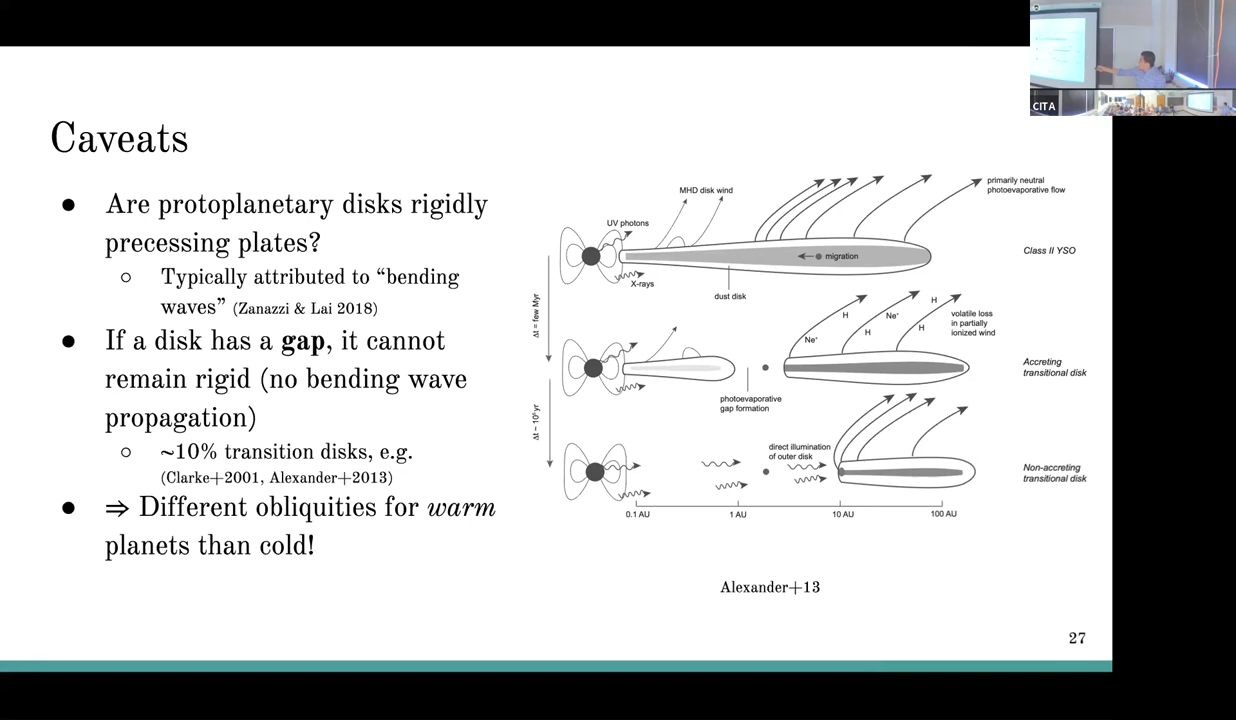 CITA
Caveats
● Are protoplanetary disks rigidly
precessing plates?
○ Typically attributed to “bending
waves” (Zanazzi & Lai 2018)
● If a disk has a gap, it cannot
remain rigid (no bending wave
propagation)
○ ~10% transition disks, e.g.
(Clarke+2001, Alexander+2013)
● ⇒ Different obliquities for warm
planets than cold!
MHD disk wind
primarily neutral
photoevaporative flow
UV photons
Class II YSO
migration
X-rays
dust disk
Δt = few Myr
H
Ne⁺
H
H
H
Ne⁺
volatile loss
in partially
ionized wind
Accreting
transitional disk
photoevaporative
gap formation
Δt ~ 10⁵ yr
direct illumination
of outer disk
Non-accreting
transitional disk
0.1 AU 1 AU 10 AU 100 AU
Alexander+13
27